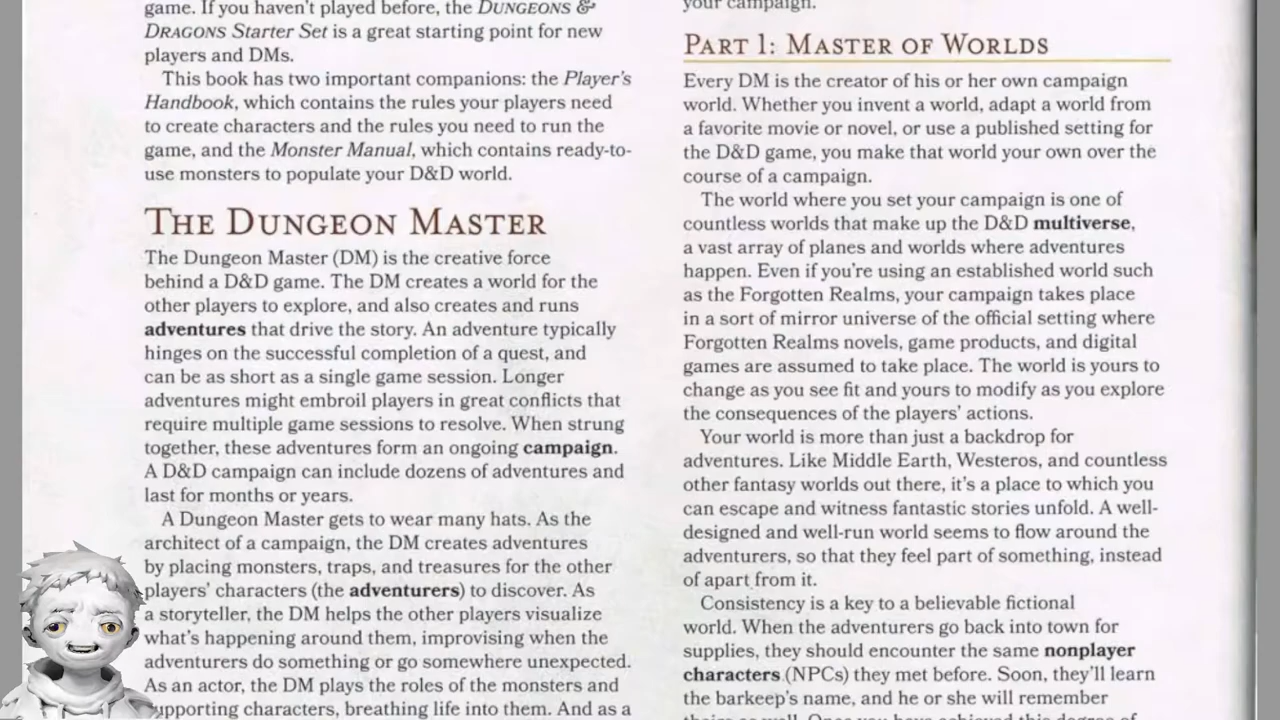 game. If you haven't played before, the DUNGEONS &
DRAGONS Starter Set is a great starting point for new
players and DMs.
This book has two important companions: the Player's
Handbook, which contains the rules your players need
to create characters and the rules you need to run the
game, and the Monster Manual, which contains ready-to-
use monsters to populate your D&D world.
THE DUNGEON MASTER
The Dungeon Master (DM) is the creative force
behind a D&D game. The DM creates a world for the
other players to explore, and also creates and runs
adventures that drive the story. An adventure typically
hinges on the successful completion of a quest, and
can be as short as a single game session. Longer
adventures might embroil players in great conflicts that
require multiple game sessions to resolve. When strung
together, these adventures form an ongoing campaign.
A D&D campaign can include dozens of adventures and
last for months or years.
A Dungeon Master gets to wear many hats. As the
architect of a campaign, the DM creates adventures
by placing monsters, traps, and treasures for the other
players' characters (the adventurers) to discover. As
a storyteller, the DM helps the other players visualize
what's happening around them, improvising when the
adventurers do something or go somewhere unexpected.
As an actor, the DM plays the roles of the monsters and
supporting characters, breathing life into them. And as a
your campaign.
PART 1: MASTER OF WORLDS
Every DM is the creator of his or her own campaign
world. Whether you invent a world, adapt a world from
a favorite movie or novel, or use a published setting for
the D&D game, you make that world your own over the
course of a campaign.
The world where you set your campaign is one of
countless worlds that make up the D&D multiverse,
a vast array of planes and worlds where adventures
happen. Even if you're using an established world such
as the Forgotten Realms, your campaign takes place
in a sort of mirror universe of the official setting where
Forgotten Realms novels, game products, and digital
games are assumed to take place. The world is yours to
change as you see fit and yours to modify as you explore
the consequences of the players' actions.
Your world is more than just a backdrop for
adventures. Like Middle Earth, Westeros, and countless
other fantasy worlds out there, it's a place to which you
can escape and witness fantastic stories unfold. A well-
designed and well-run world seems to flow around the
adventurers, so that they feel part of something, instead
of apart from it.
Consistency is a key to a believable fictional
world. When the adventurers go back into town for
supplies, they should encounter the same nonplayer
characters (NPCs) they met before. Soon, they'll learn
the barkeep's name, and he or she will remember